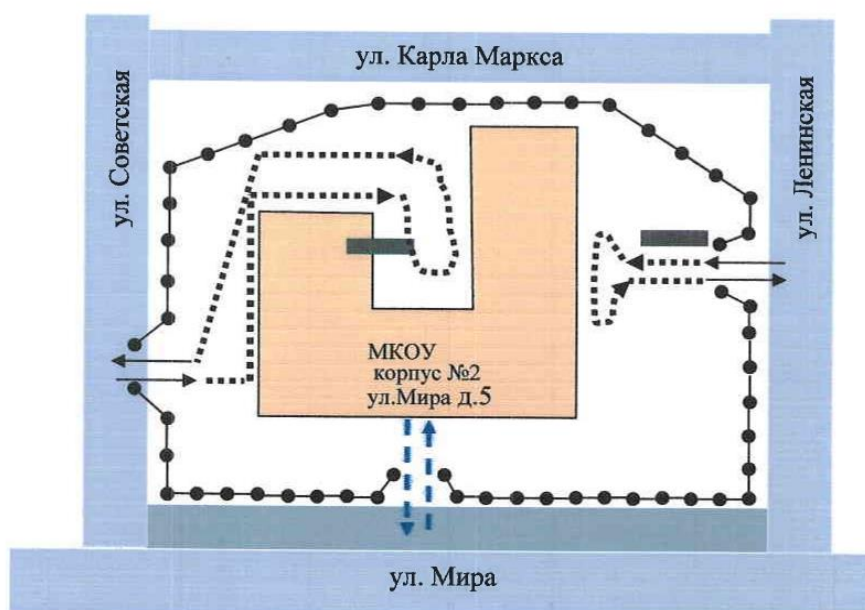 ул. Карла Маркса
ул. Советская
ул. Ленинская
МКОУ
корпус №2
ул.Мира д.5
ул. Мира